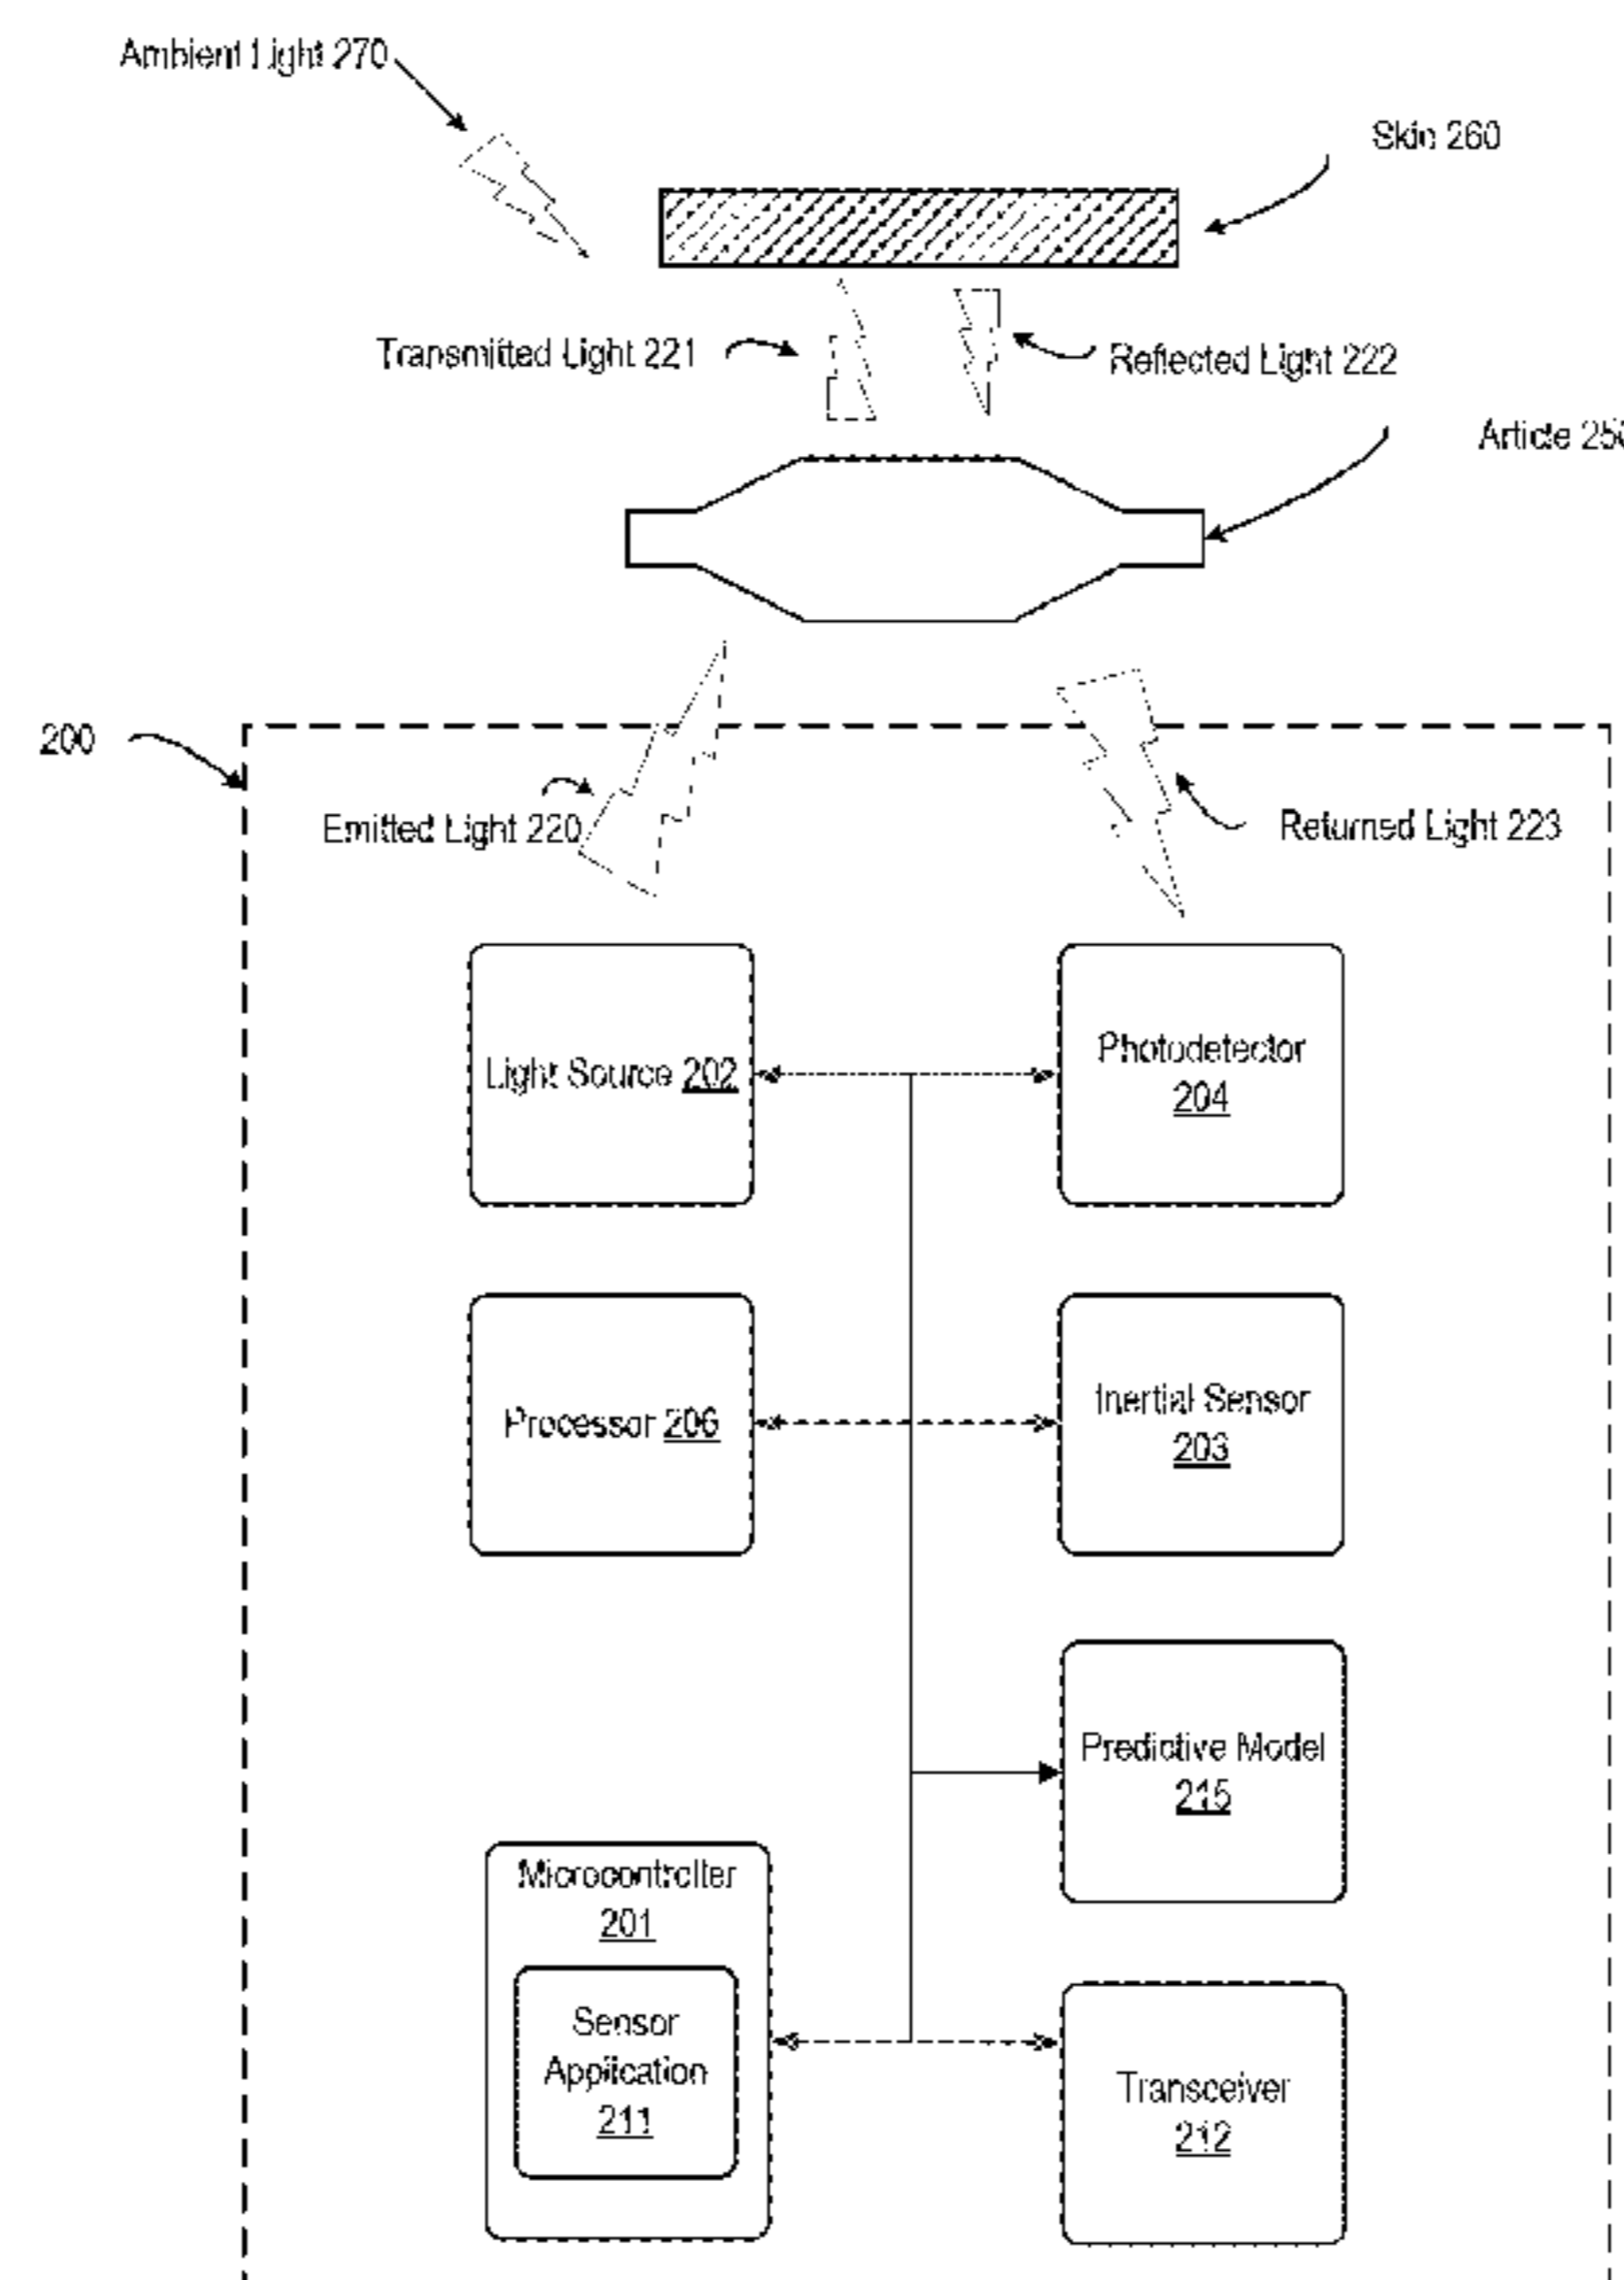 Ambient Light 270
Skin 260
Transmitted Light 221
Reflected Light 222
Article
200
Emitted Light 220
Returned Light 223
Light Source 202
Photodetector
204
Processor 206
Inertial Sensor
203
Predictive Model
215
Microcontroller
201
Sensor
Application
211
Transceiver
212